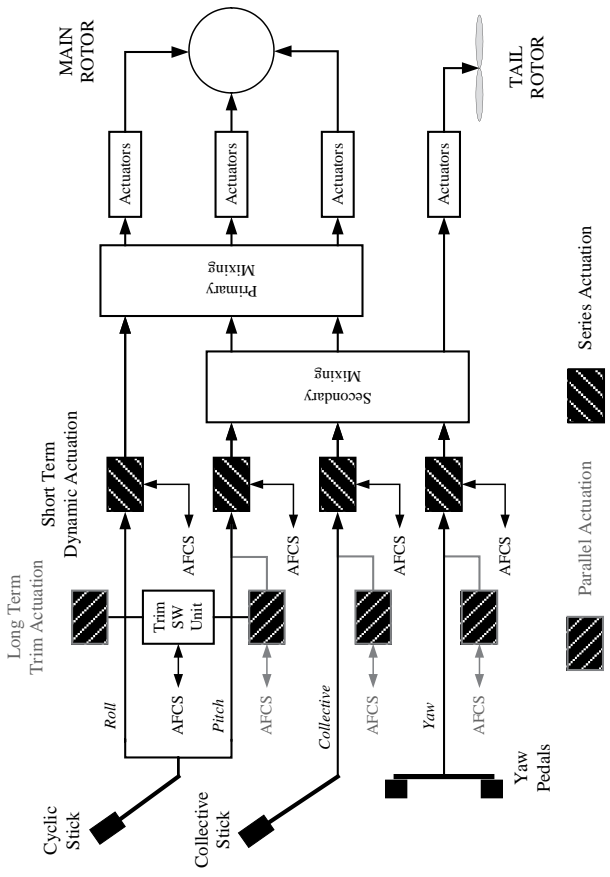 Cyclic
Stick
Long Term
Trim Actuation
Short Term
Dynamic Actuation
MAIN
ROTOR
Roll
Trim
SW
Unit
AFCS
AFCS
Actuators
Pitch
AFCS
AFCS
Primary
Mixing
Actuators
Collective
Stick
Collective
AFCS
AFCS
Secondary
Mixing
Actuators
Yaw
AFCS
AFCS
Actuators
Yaw
Pedals
TAIL
ROTOR
Parallel Actuation
Series Actuation